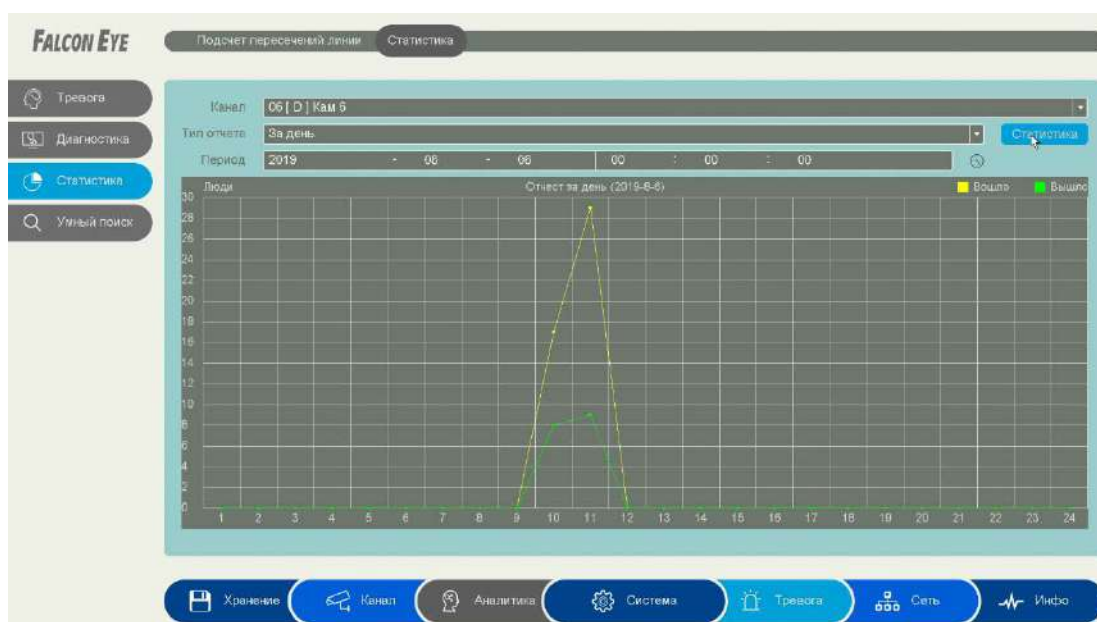 FALCON EYE
Подсчет пересечений линии Статистика
Тревога
Диагностика
Статистика
Умный поиск
Канал 06 [ D ] Кам 6
Тип отчета За день Статистика
Период 2019 - 08 - 06 00 : 00 : 00
Люди Отчест за день (2019-8-6) Вошло Вышло
30
28
26
24
22
20
18
16
14
12
10
8
6
4
2
0
1 2 3 4 5 6 7 8 9 10 11 12 13 14 15 16 17 18 19 20 21 22 23 24
Хранение Канал Аналитика Система Тревога Сеть Инфо